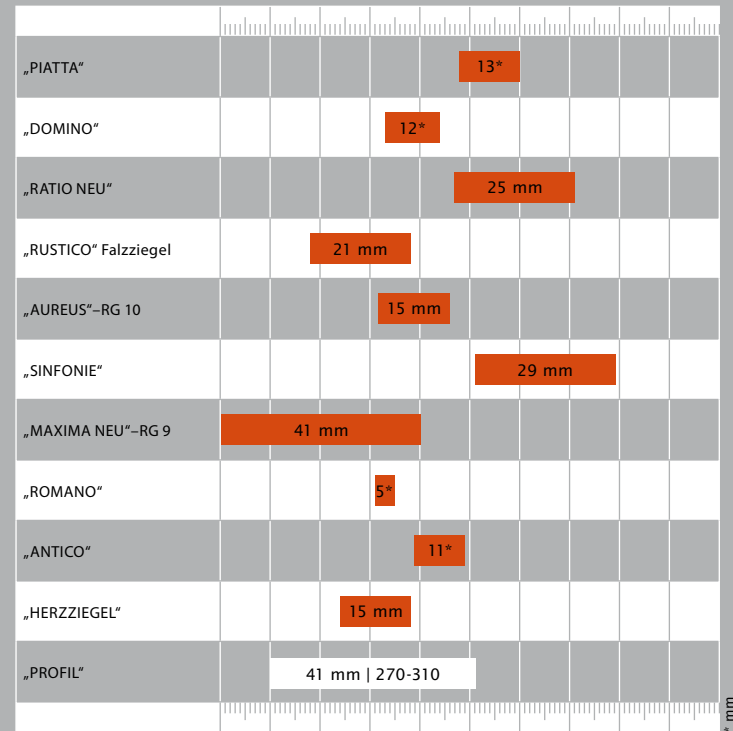 „PIATTA“ 13*
„DOMINO“ 12*
„RATIO NEU“ 25 mm
„RUSTICO“ Falzziegel 21 mm
„AUREUS“–RG 10 15 mm
„SINFONIE“ 29 mm
„MAXIMA NEU“–RG 9 41 mm
„ROMANO“ 5*
„ANTICO“ 11*
„HERZZIEGEL“ 15 mm
„PROFIL“ 41 mm | 270-310
* mm